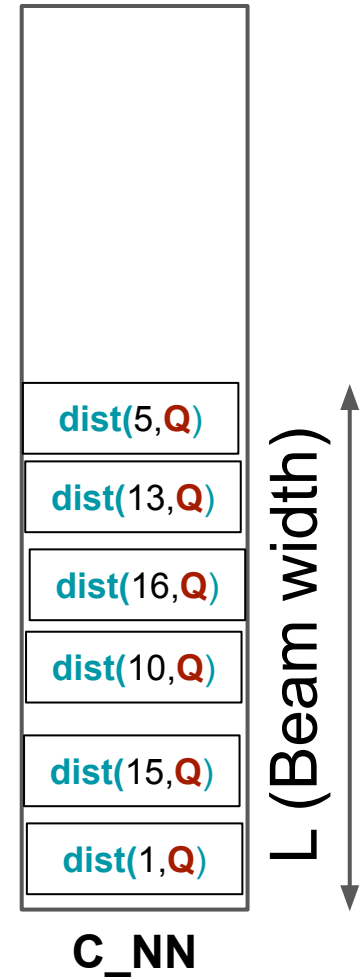 dist(5,Q)
dist(13,Q)
dist(16,Q)
dist(10,Q)
dist(15,Q)
dist(1,Q)
L (Beam width)
C_NN